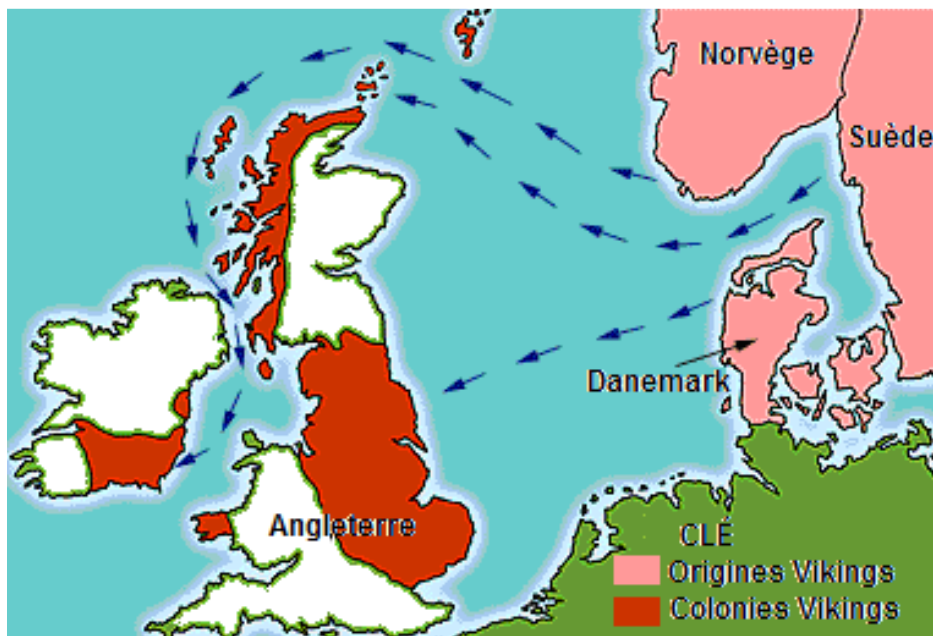 Norvège
Suède
Danemark
Angleterre
CLÉ
Origines Vikings
Colonies Vikings